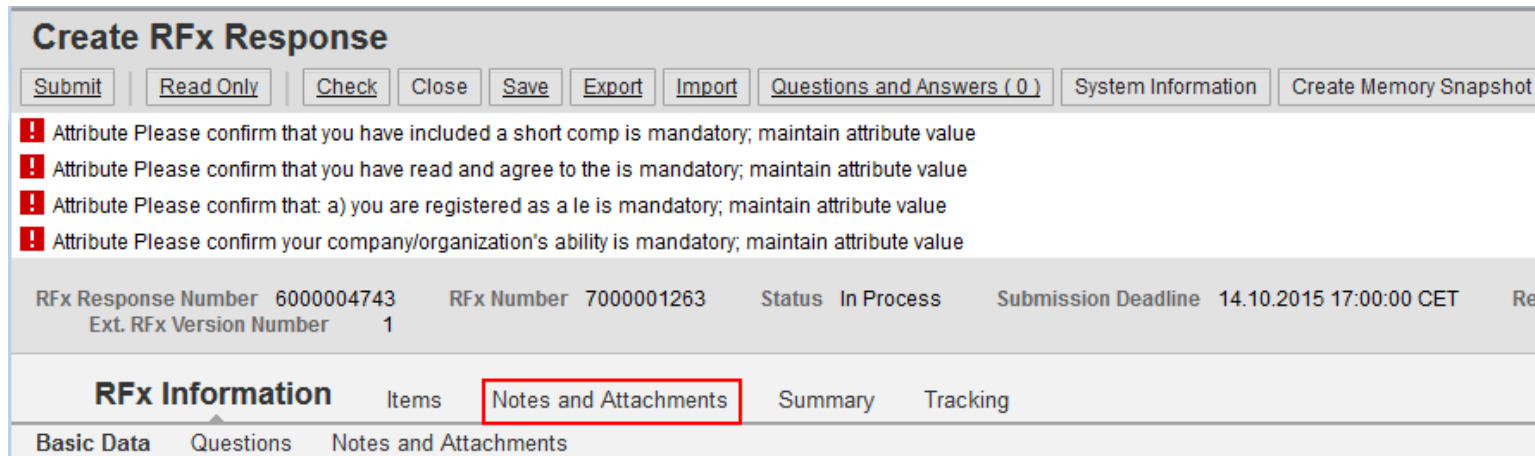 Create RFx Response
Submit Read Only Check Close Save Export Import Questions and Answers ( 0 ) System Information Create Memory Snapshot
! Attribute Please confirm that you have included a short comp is mandatory; maintain attribute value
! Attribute Please confirm that you have read and agree to the is mandatory; maintain attribute value
! Attribute Please confirm that: a) you are registered as a le is mandatory; maintain attribute value
! Attribute Please confirm your company/organization's ability is mandatory; maintain attribute value
RFx Response Number 6000004743 RFx Number 7000001263 Status In Process Submission Deadline 14.10.2015 17:00:00 CET Re
Ext. RFx Version Number 1
RFx Information Items Notes and Attachments Summary Tracking
Basic Data Questions Notes and Attachments